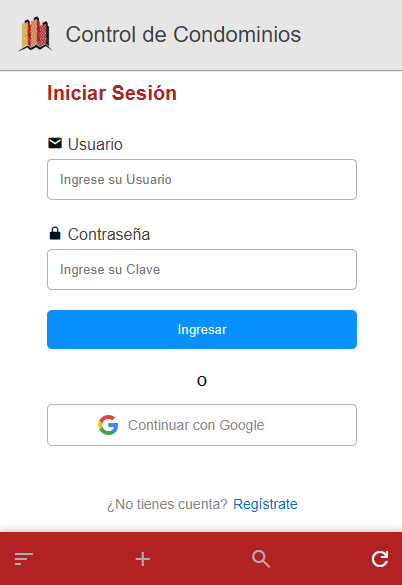 Control de Condominios
Iniciar Sesión
Usuario
Ingrese su Usuario
Contraseña
Ingrese su Clave
Ingresar
O
Continuar con Google
¿No tienes cuenta? Regístrate